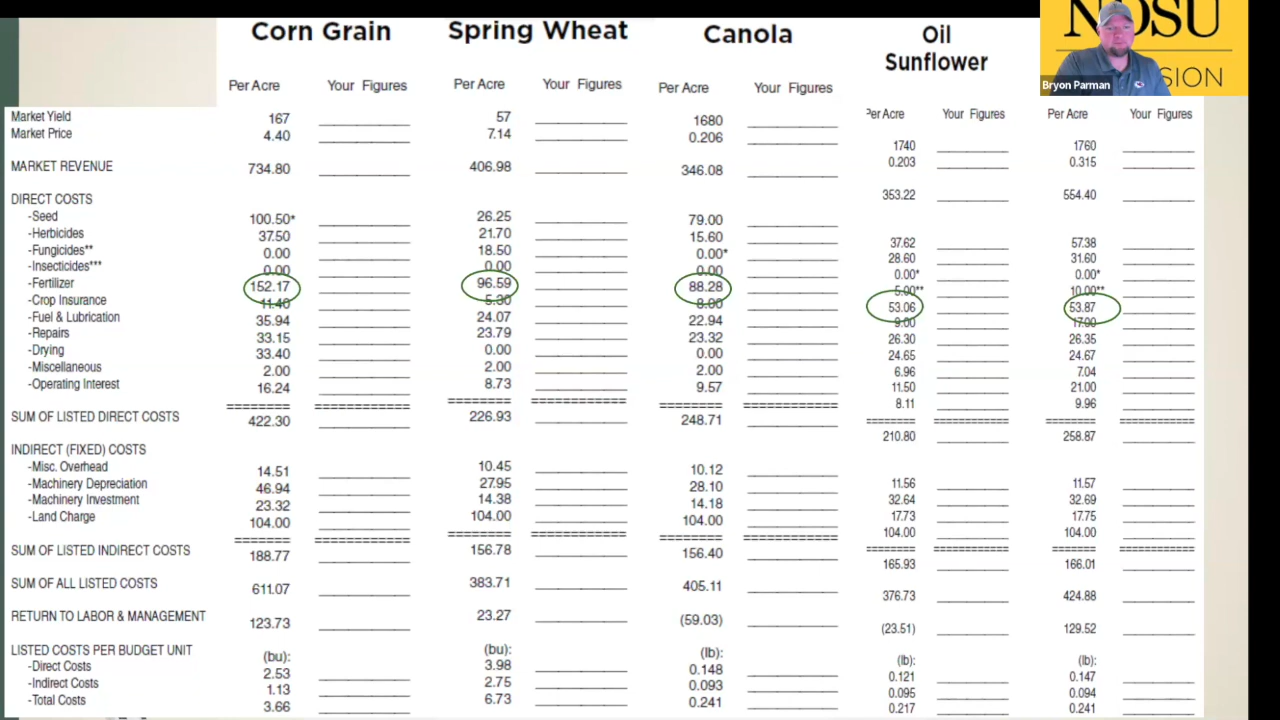 Corn Grain Spring Wheat Canola Oil Sunflower
NDSU
SION
Bryon Parman
Per Acre Your Figures Per Acre Your Figures Per Acre Your Figures Per Acre Your Figures Per Acre Your Figures
Market Yield 167 57 1680 1740 1760
Market Price 4.40 7.14 0.206 0.203 0.315
MARKET REVENUE 734.80 406.98 346.08 353.22 554.40
DIRECT COSTS
-Seed 100.50* 26.25 79.00 37.62 57.38
-Herbicides 37.50 21.70 15.60 28.60 31.60
-Fungicides** 0.00 18.50 0.00* 0.00* 0.00*
-Insecticides*** 0.00 0.00 0.00 5.00** 10.00**
-Fertilizer 152.17 96.59 88.28 53.06 53.87
-Crop Insurance 11.40 5.30 8.00 9.00 17.90
-Fuel & Lubrication 35.94 24.07 22.94 26.30 26.35
-Repairs 33.15 23.79 23.32 24.65 24.67
-Drying 33.40 0.00 0.00 6.96 7.04
-Miscellaneous 2.00 2.00 2.00 11.50 21.00
-Operating Interest 16.24 8.73 9.57 8.11 9.96
======== ============ ======== ============ ======== ============ ======== ============ ======== ============
SUM OF LISTED DIRECT COSTS 422.30 226.93 248.71 210.80 258.87
INDIRECT (FIXED) COSTS
-Misc. Overhead 14.51 10.45 10.12 11.56 11.57
-Machinery Depreciation 46.94 27.95 28.10 32.64 32.69
-Machinery Investment 23.32 14.38 14.18 17.73 17.75
-Land Charge 104.00 104.00 104.00 104.00 104.00
======== ============ ======== ============ ======== ============ ======== ============ ======== ============
SUM OF LISTED INDIRECT COSTS 188.77 156.78 156.40 165.93 166.01
SUM OF ALL LISTED COSTS 611.07 383.71 405.11 376.73 424.88
RETURN TO LABOR & MANAGEMENT 123.73 23.27 (59.03) (23.51) 129.52
LISTED COSTS PER BUDGET UNIT (bu): (bu): (lb): (lb): (lb):
-Direct Costs 2.53 3.98 0.148 0.121 0.147
-Indirect Costs 1.13 2.75 0.093 0.095 0.094
-Total Costs 3.66 6.73 0.241 0.217 0.241